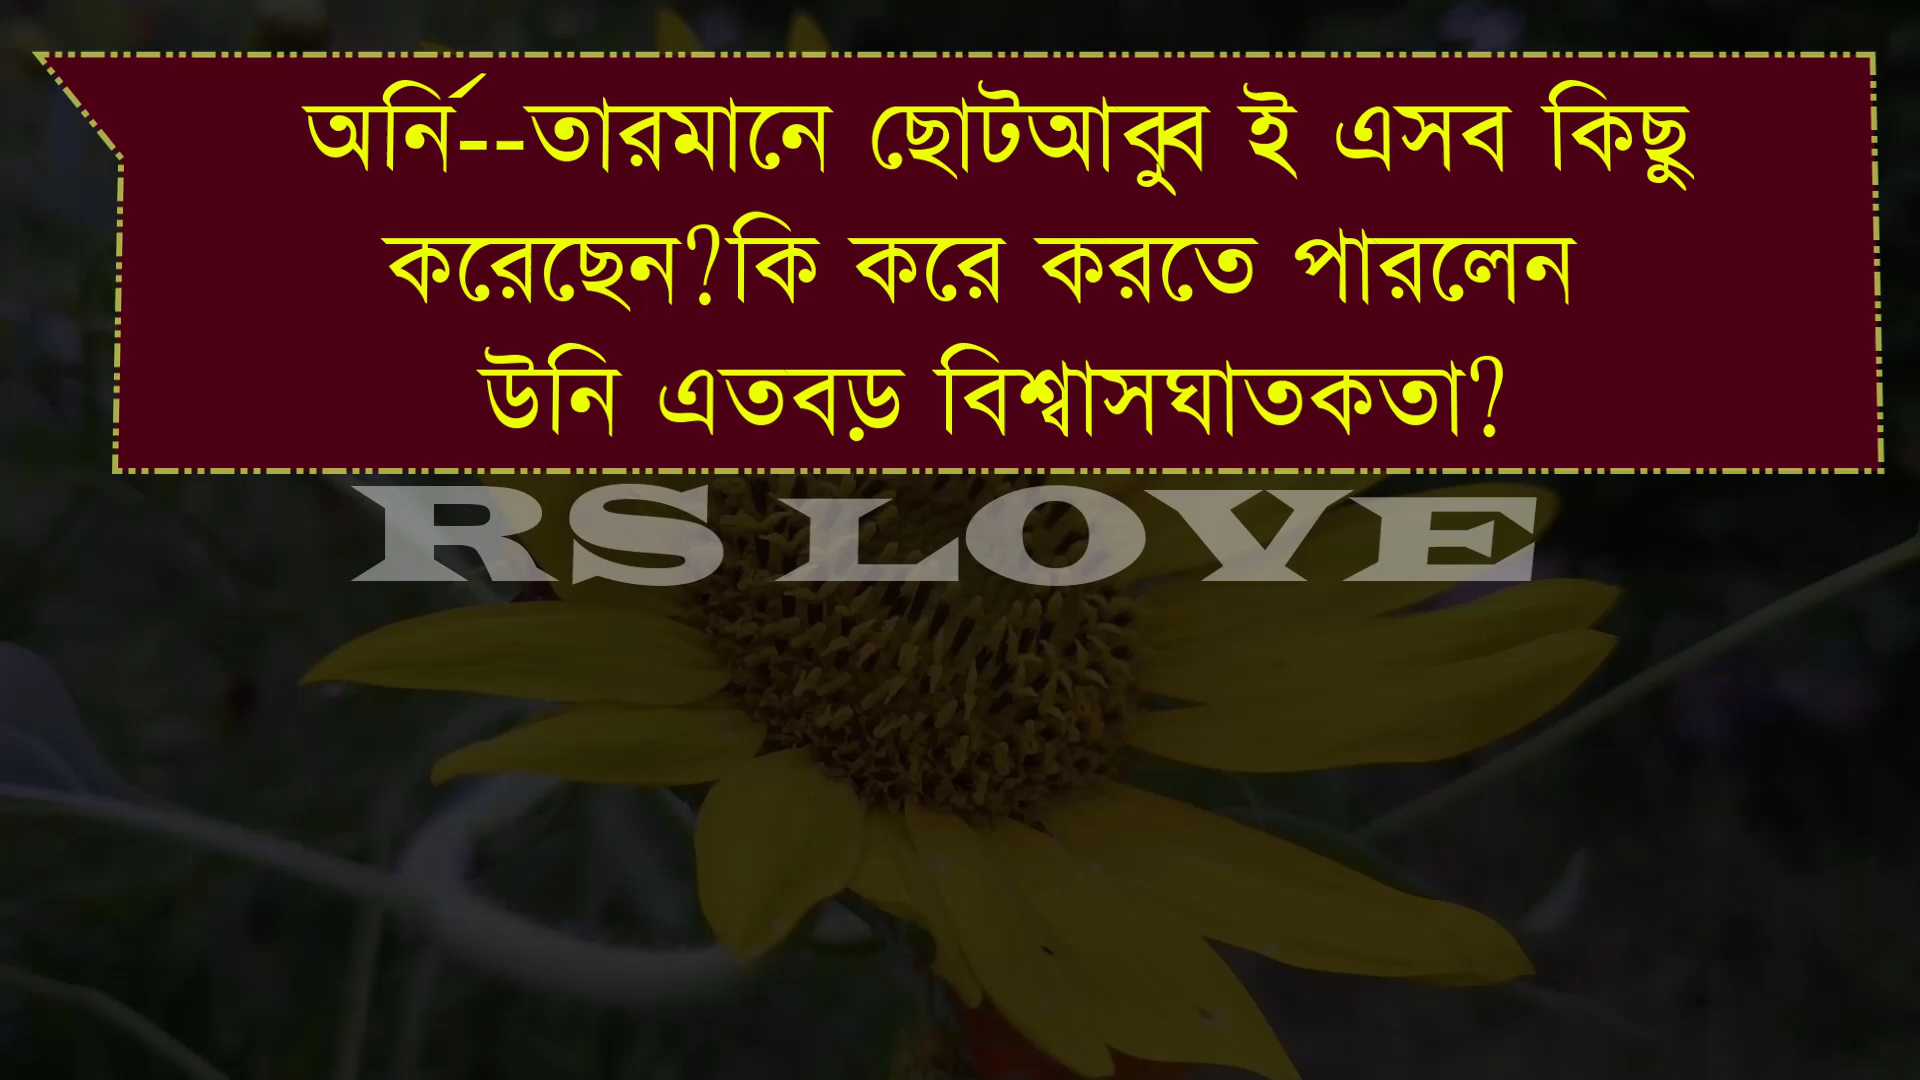 অর্নি--তারমানে ছোটআব্বু ই এসব কিছু
করেছেন?কি করে করতে পারলেন
উনি এতবড় বিশ্বাসঘাতকতা?
RS LOVE